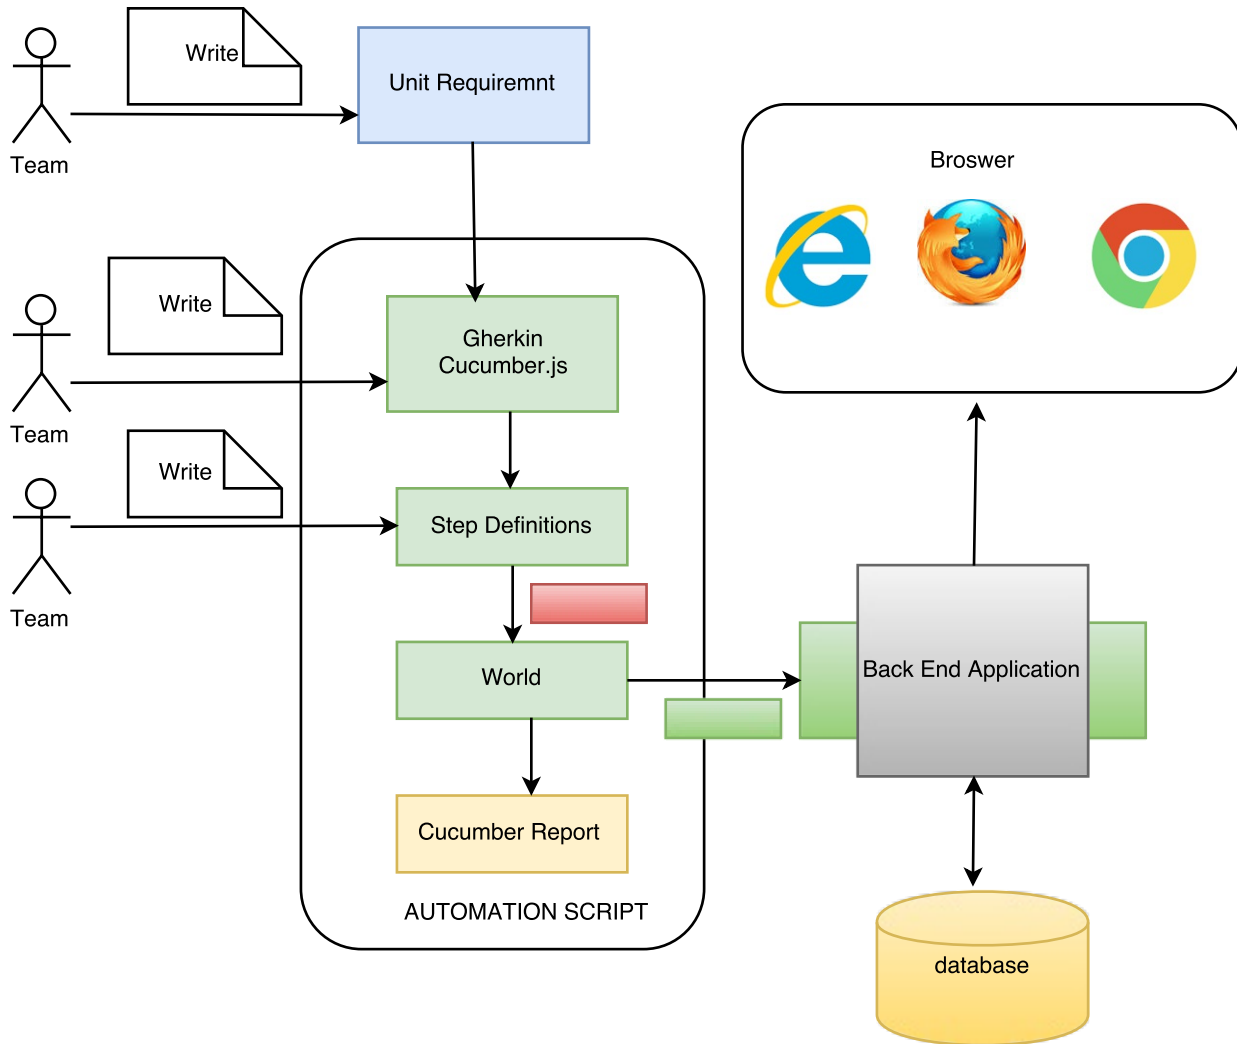 Write
Unit Requiremnt
Team
Broswer
Write
Gherkin
Cucumber.js
Team
Write
Step Definitions
Team
World
Back End Application
Cucumber Report
AUTOMATION SCRIPT
database